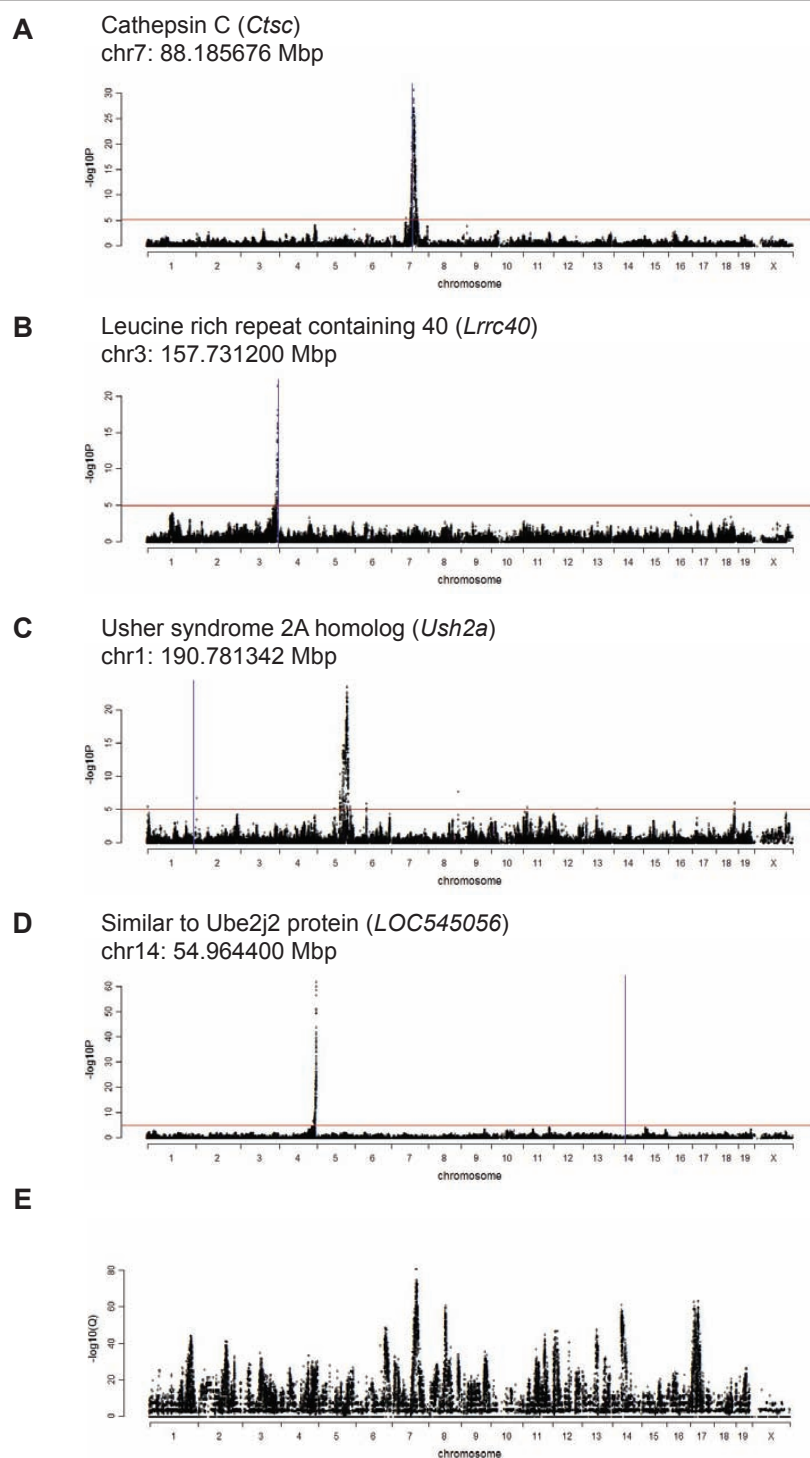 A
Cathepsin C (Ctsc)
chr7: 88.185676 Mbp
30
25
20
15
10
5
0
-log10P
1 2 3 4 5 6 7 8 9 10 11 12 13 14 15 16 17 18 19 X
chromosome
B
Leucine rich repeat containing 40 (Lrrc40)
chr3: 157.731200 Mbp
20
15
10
5
0
-log10P
1 2 3 4 5 6 7 8 9 10 11 12 13 14 15 16 17 18 19 X
chromosome
C
Usher syndrome 2A homolog (Ush2a)
chr1: 190.781342 Mbp
20
15
10
5
0
-log10P
1 2 3 4 5 6 7 8 9 10 11 12 13 14 15 16 17 18 19 X
chromosome
D
Similar to Ube2j2 protein (LOC545056)
chr14: 54.964400 Mbp
60
50
40
30
20
10
0
-log10P
1 2 3 4 5 6 7 8 9 10 11 12 13 14 15 16 17 18 19 X
chromosome
E
80
60
40
20
0
-log10(Q)
1 2 3 4 5 6 7 8 9 10 11 12 13 14 15 16 17 18 19 X
chromosome